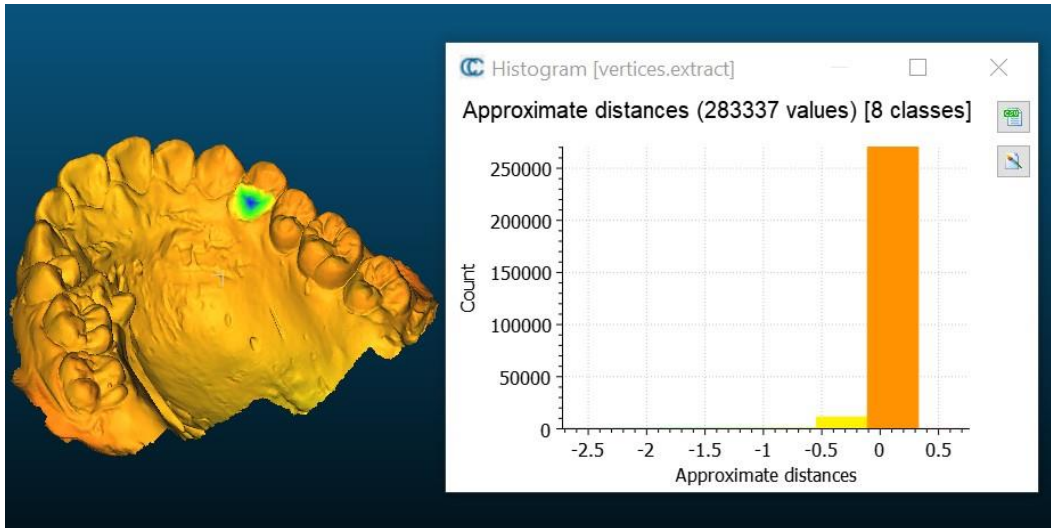 Histogram [vertices.extract]
Approximate distances (283337 values) [8 classes]
CSV
250000
200000
150000
100000
50000
0
Count
-2.5 -2 -1.5 -1 -0.5 0 0.5
Approximate distances